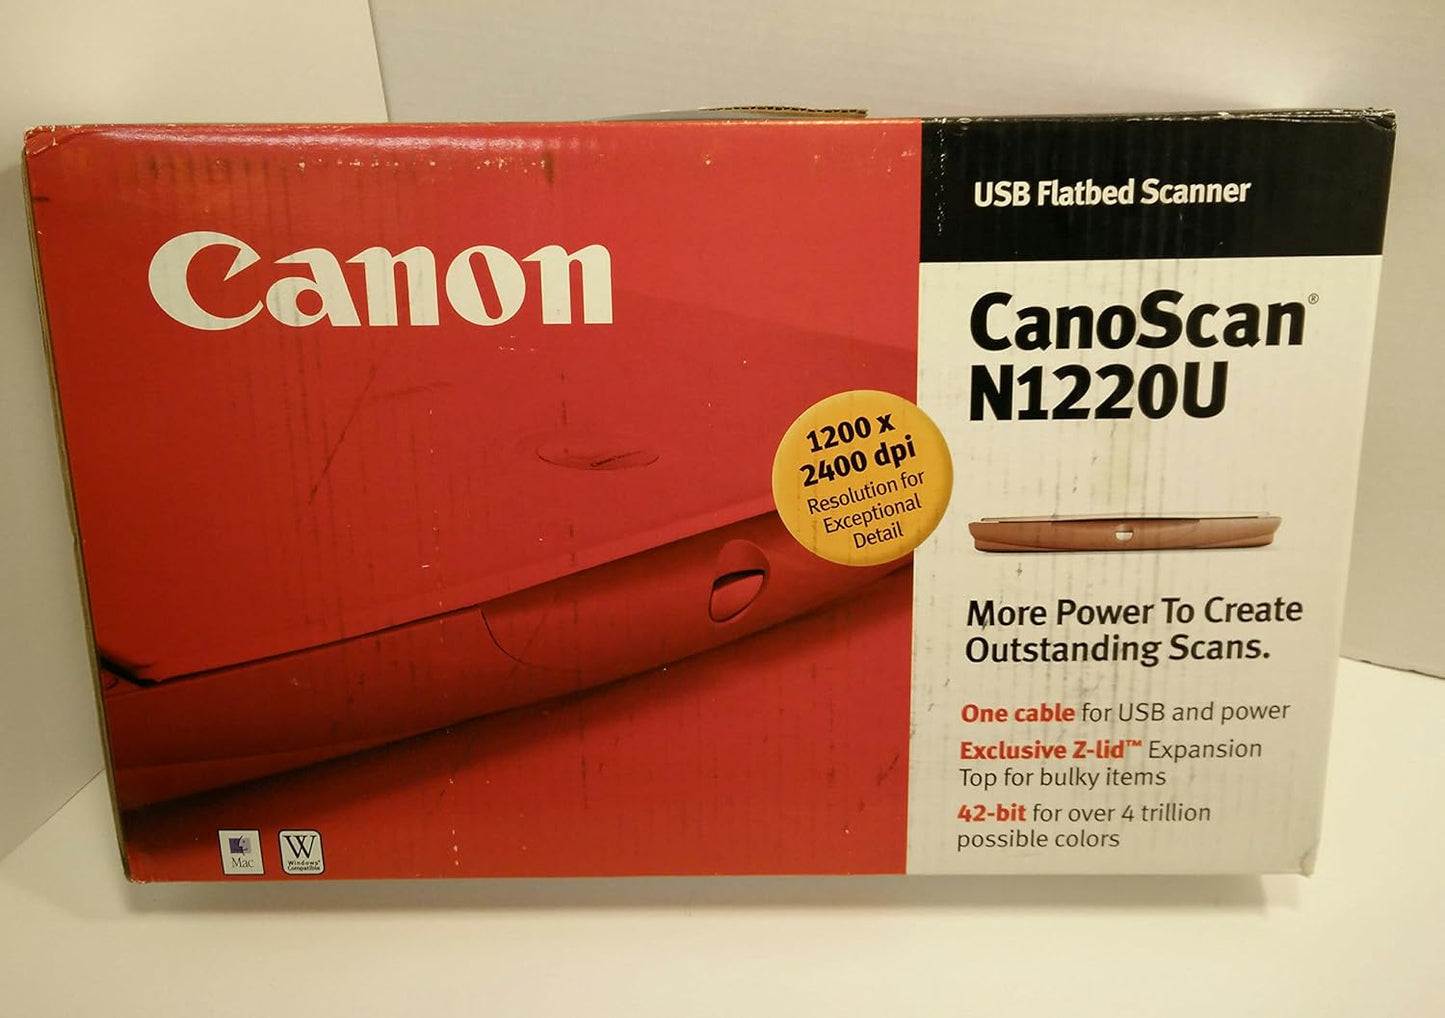 Canon
USB Flatbed Scanner
CanoScan®
N1220U
1200 x
2400 dpi
Resolution for
Exceptional
Detail
More Power To Create
Outstanding Scans.
One cable for USB and power
Exclusive Z-lid™ Expansion
Top for bulky items
42-bit for over 4 trillion
possible colors
Mac
W
Windows®
Compatible